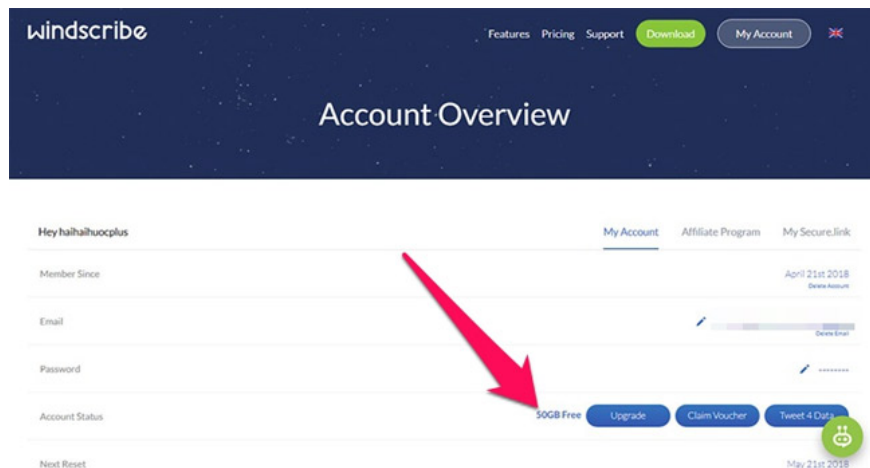 windscribe
Features Pricing Support Download My Account
Account Overview
Hey haihaihuocplus My Account Affiliate Program My Secure.link
Member Since April 21st 2018
Delete Account
Email
Delete Email
Password --------
Account Status 50GB Free Upgrade Claim Voucher Tweet 4 Data
Next Reset May 21st 2018